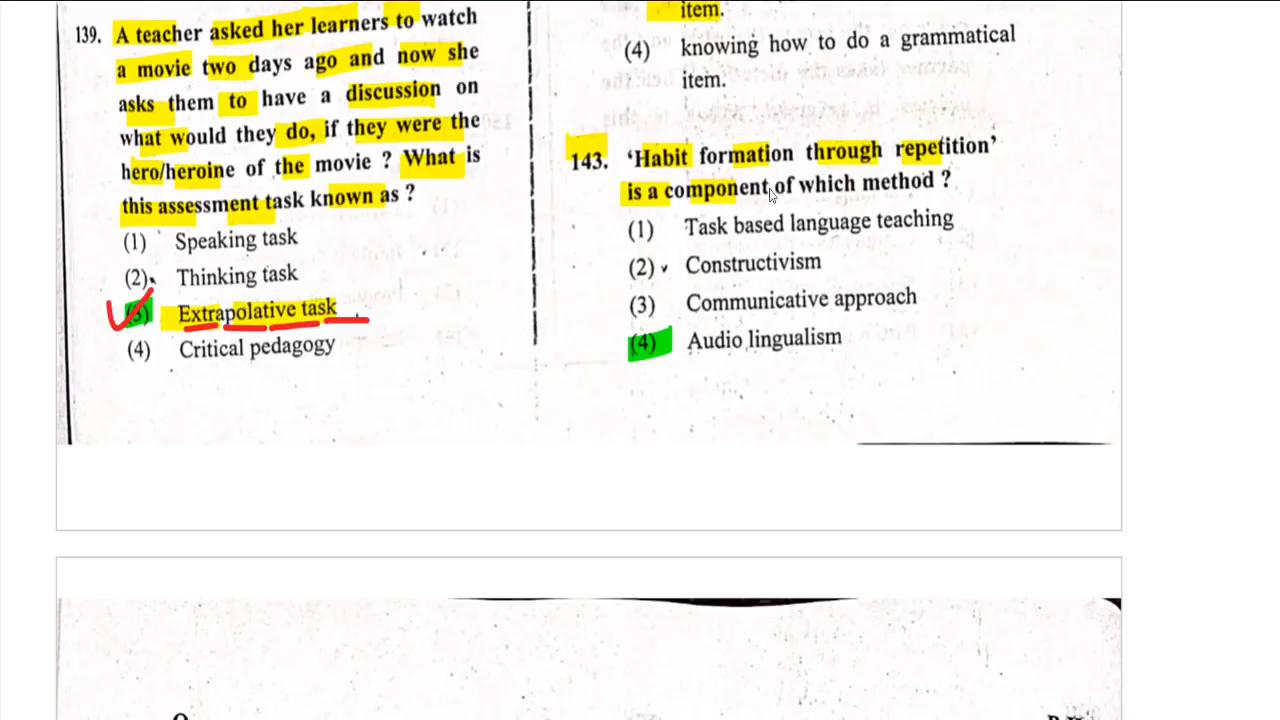 139. A teacher asked her learners to watch
a movie two days ago and now she
asks them to have a discussion on
what would they do, if they were the
hero/heroine of the movie ? What is
this assessment task known as ?
(1) Speaking task
(2) Thinking task
(3) Extrapolative task
(4) Critical pedagogy
item.
(4) knowing how to do a grammatical
item.
143. ‘Habit formation through repetition’
is a component of which method ?
(1) Task based language teaching
(2) Constructivism
(3) Communicative approach
(4) Audio lingualism